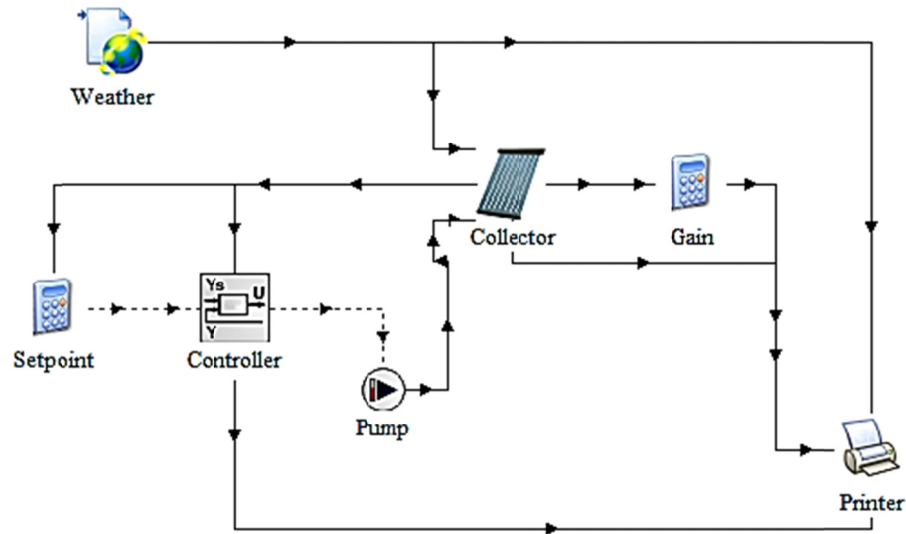 Weather
Collector
Gain
Ys
U
Y
Setpoint
Controller
Pump
Printer